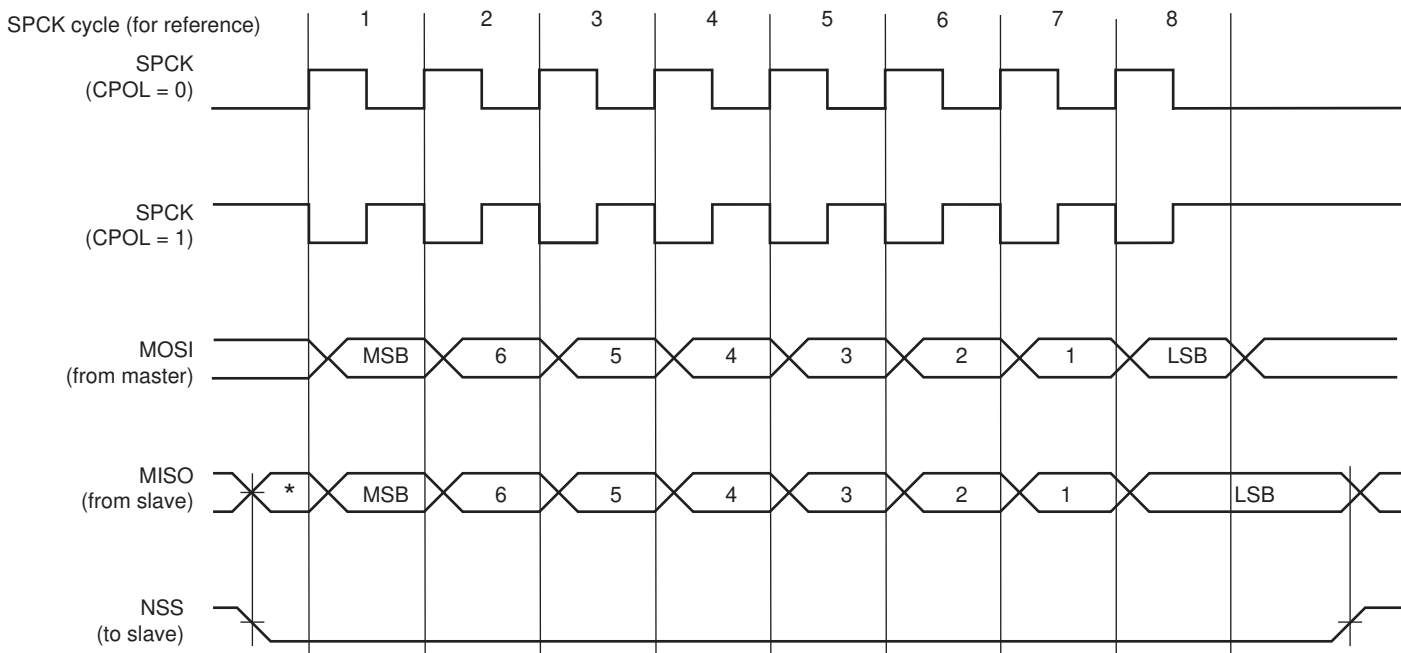 SPCK cycle (for reference)
1 2 3 4 5 6 7 8
SPCK
(CPOL = 0)
SPCK
(CPOL = 1)
MOSI
(from master)
MSB 6 5 4 3 2 1 LSB
MISO
(from slave)
* MSB 6 5 4 3 2 1 LSB
NSS
(to slave)